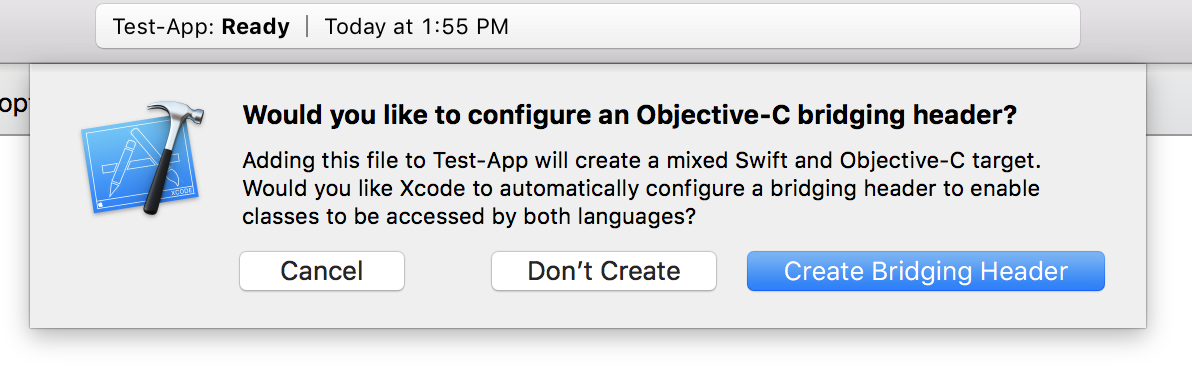 Test-App: Ready | Today at 1:55 PM
Would you like to configure an Objective-C bridging header?
Adding this file to Test-App will create a mixed Swift and Objective-C target.
Would you like Xcode to automatically configure a bridging header to enable
classes to be accessed by both languages?
XCODE
Cancel
Don’t Create
Create Bridging Header